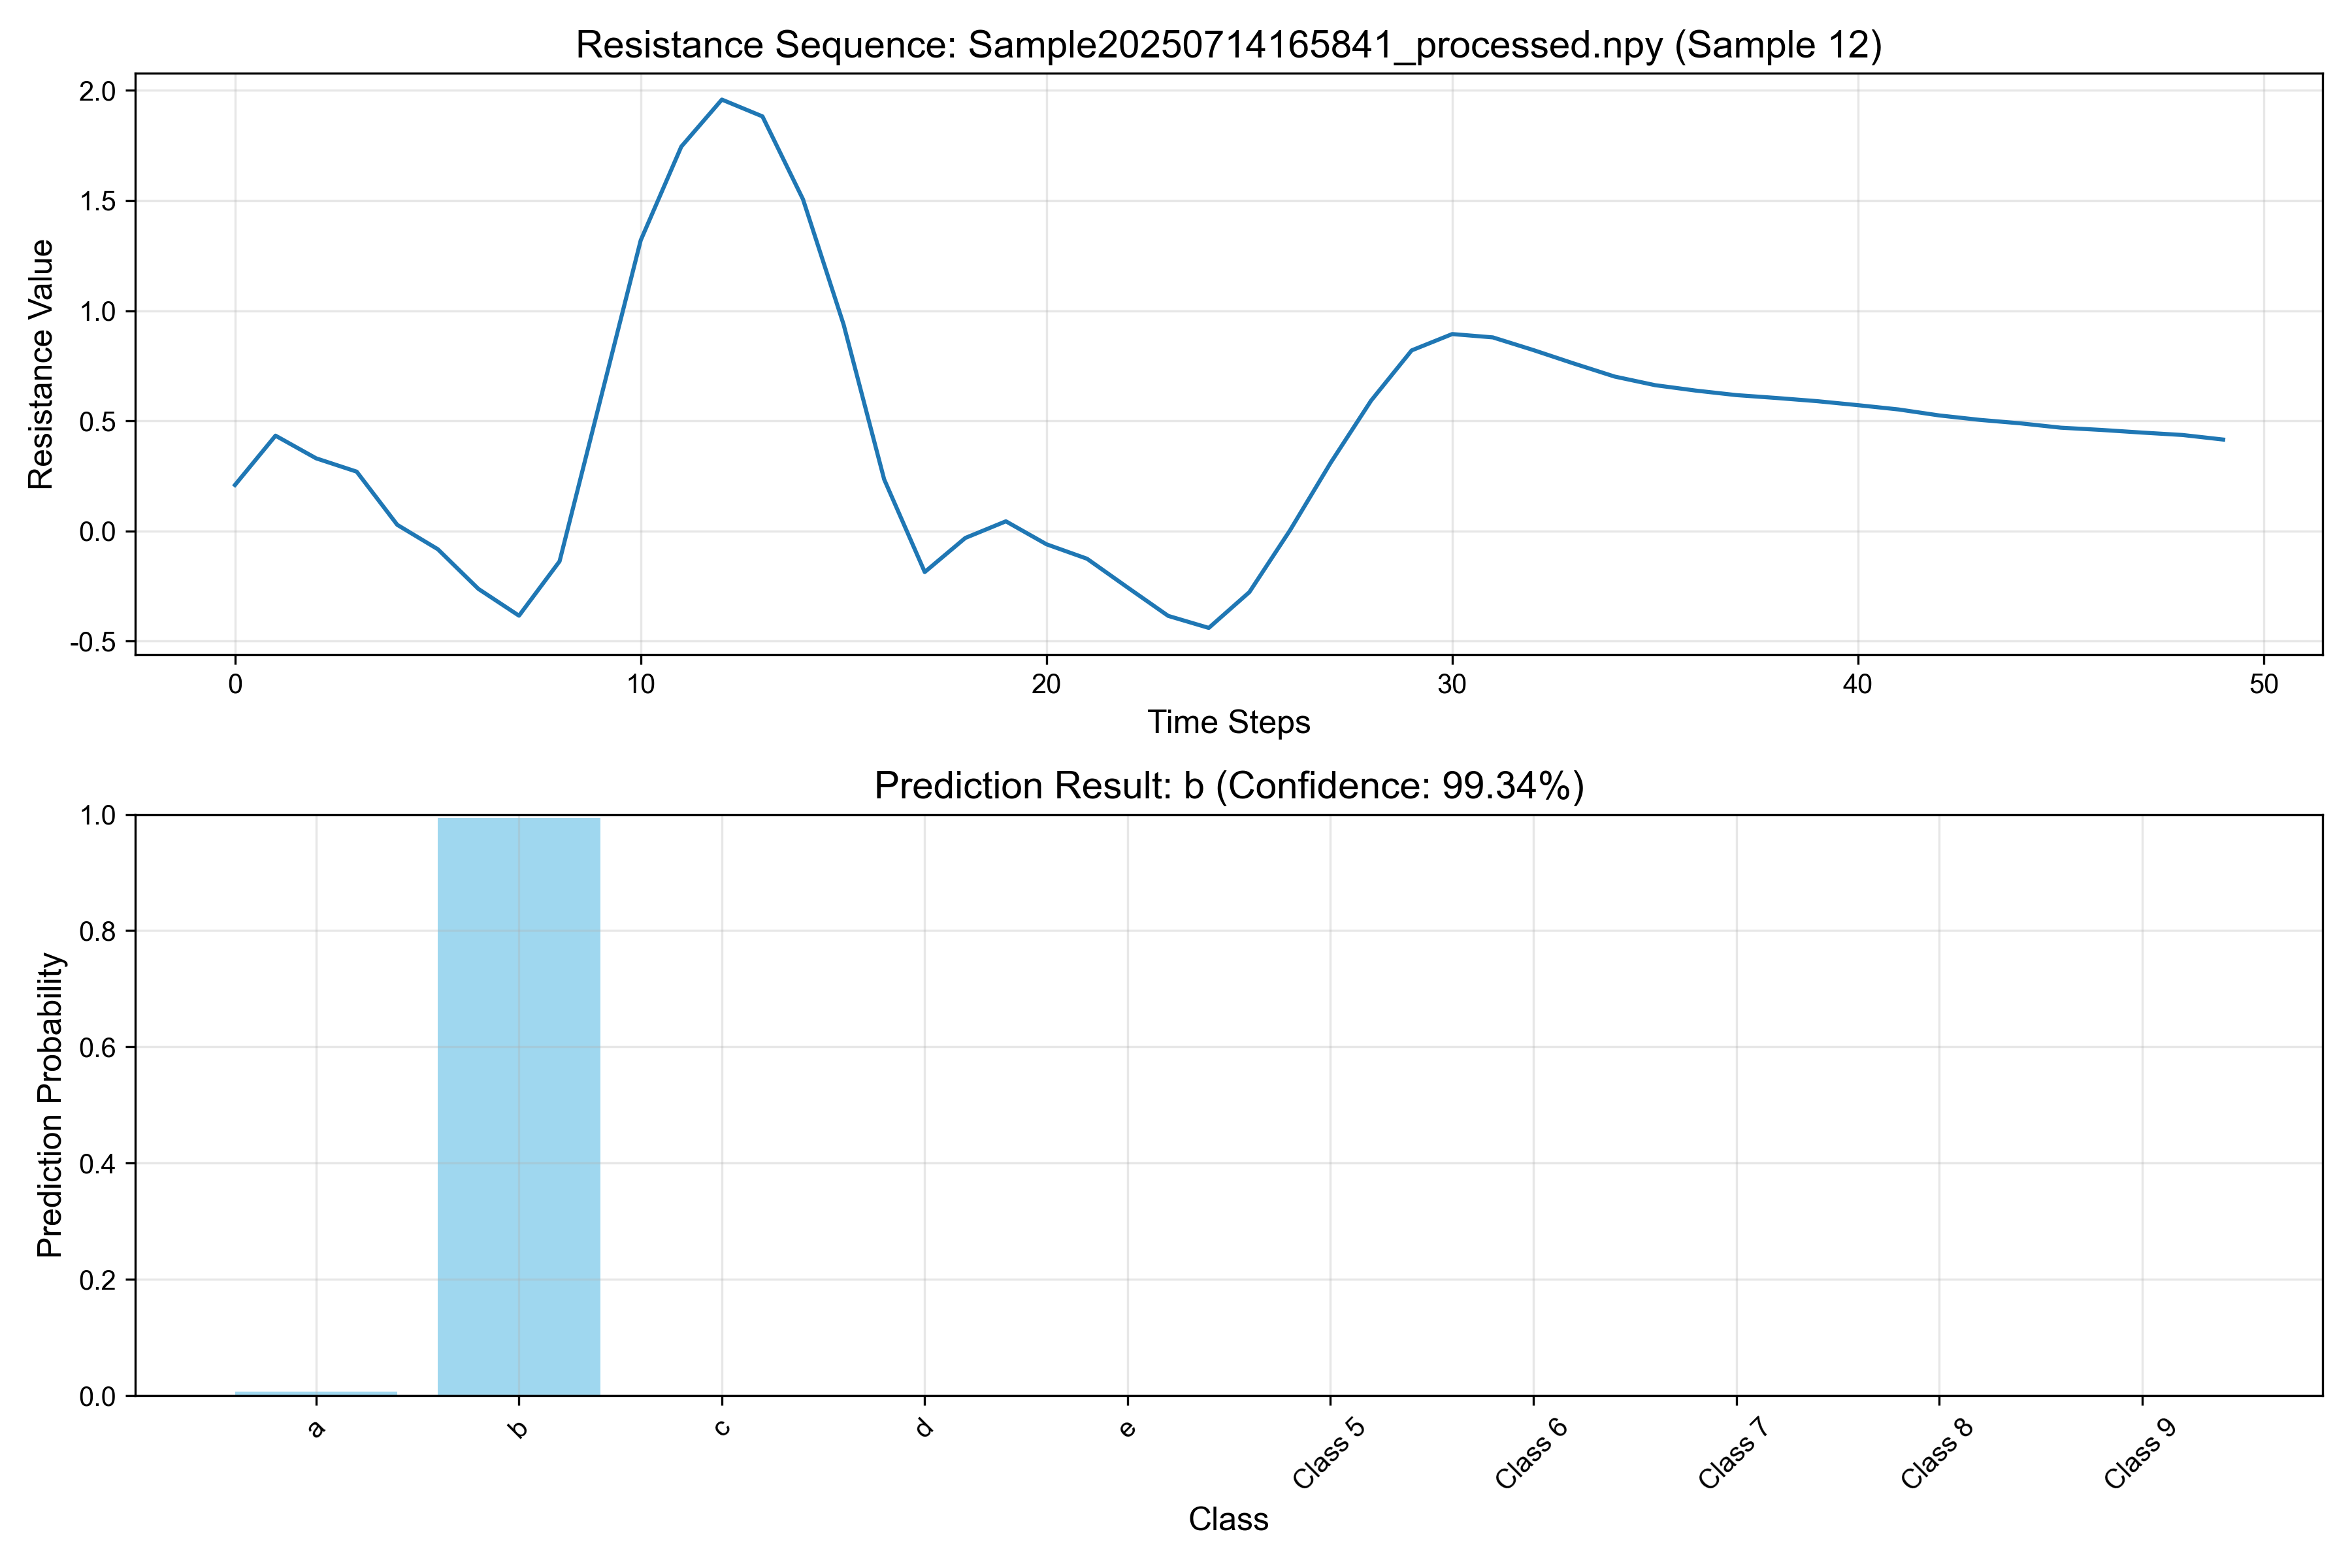 Resistance Sequence: Sample20250714165841_processed.npy (Sample 12)
Resistance Value
2.0
1.5
1.0
0.5
0.0
-0.5
0 10 20 30 40 50
Time Steps
Prediction Result: b (Confidence: 99.34%)
Prediction Probability
1.0
0.8
0.6
0.4
0.2
0.0
a b c d e Class 5 Class 6 Class 7 Class 8 Class 9
Class